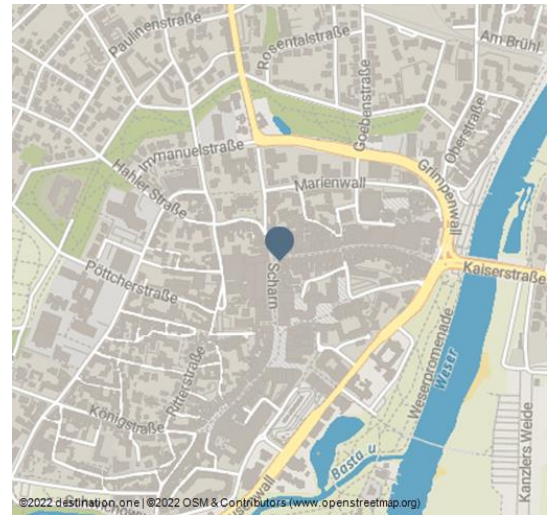 Paulinenstraße
Rosentalstraße
Am Brühl
Goebenstraße
Oberstraße
Immanuelstraße
Grimpenwall
Hahler Straße
Marienwall
Kaiserstraße
Pöttcherstraße
Scharn
Weserpromenade
Weser
Ritterstraße
Königstraße
Kanzlers Weide
Basta u
©2022 destination.one | ©2022 OSM & Contributors (www.openstreetmap.org)